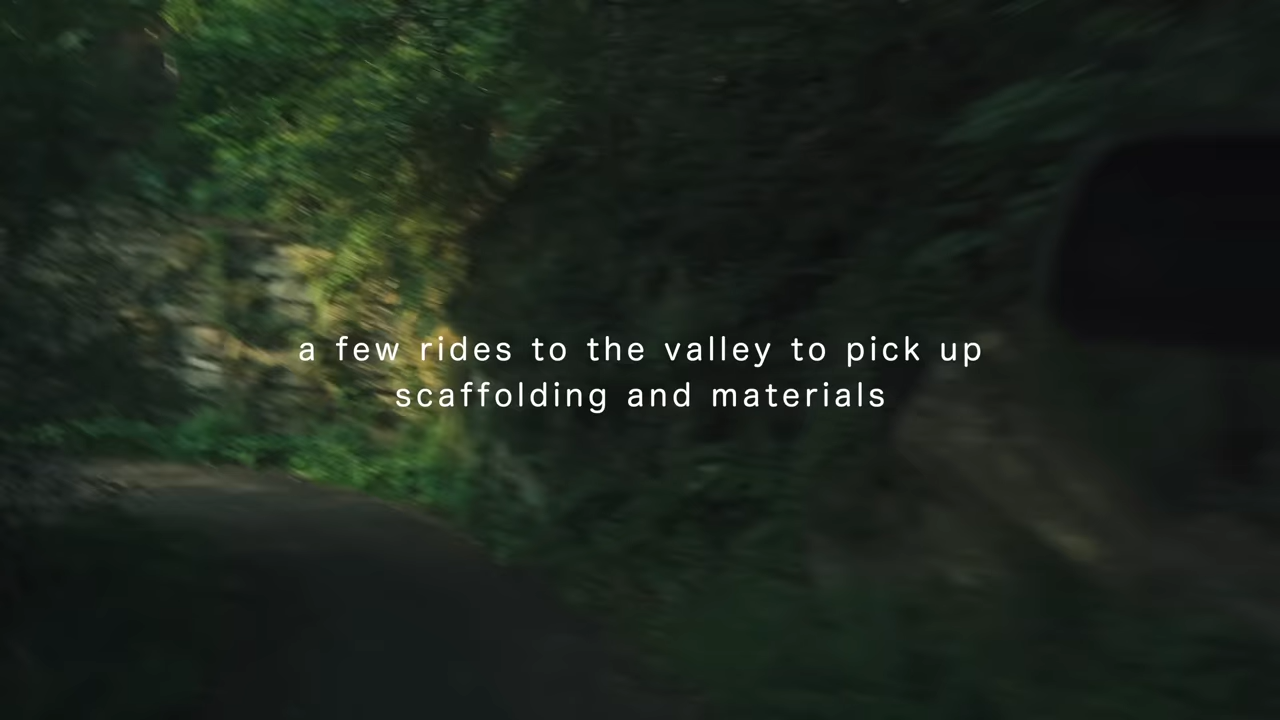 a few rides to the valley to pick up
scaffolding and materials